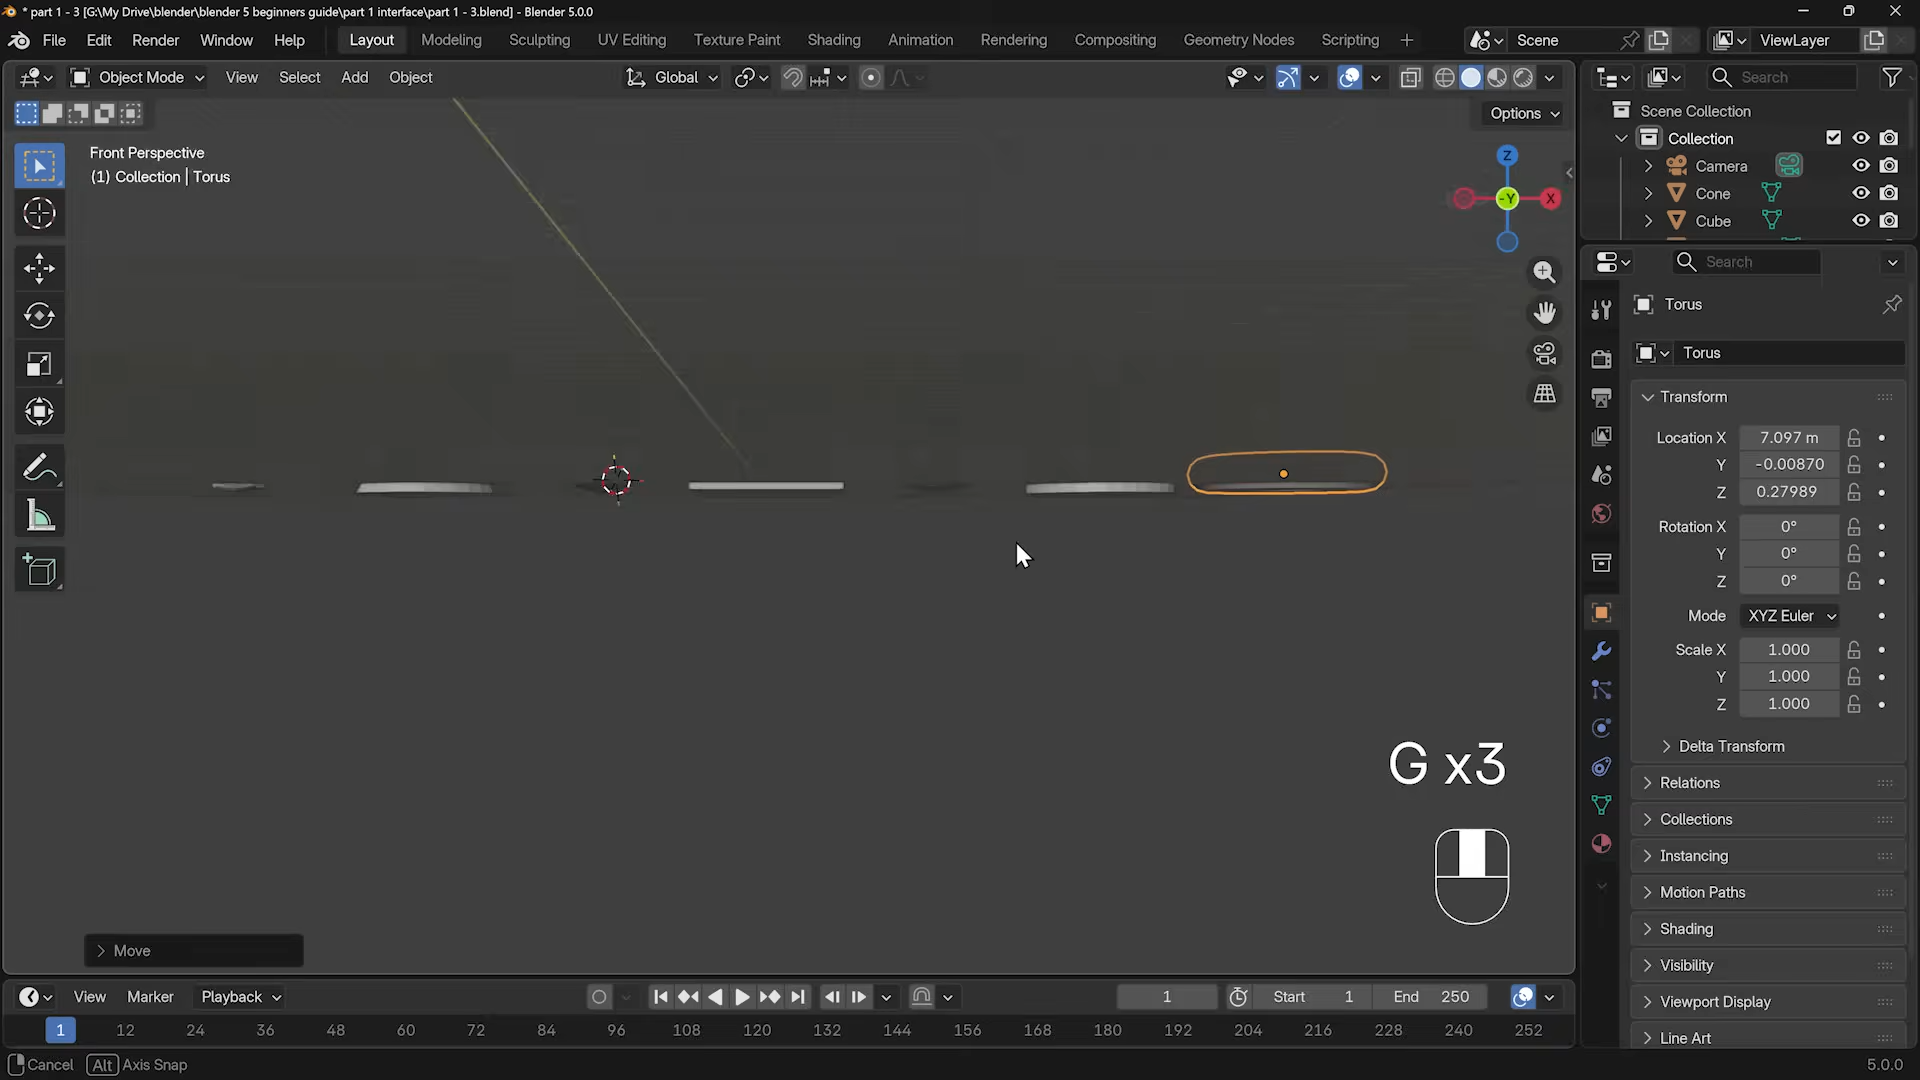 * part 1 - 3 [G:\My Drive\blender\blender 5 beginners guide\part 1 interface\part 1 - 3.blend] - Blender 5.0.0
File Edit Render Window Help Layout Modeling Sculpting UV Editing Texture Paint Shading Animation Rendering Compositing Geometry Nodes Scripting + Scene ViewLayer
Object Mode View Select Add Object Global Search
Options
Scene Collection
Collection
Camera
Cone
Cube
Front Perspective
(1) Collection | Torus
Z
-Y
X
Search
Torus
Torus
Transform
Location X 7.097 m
Y -0.00870
Z 0.27989
Rotation X 0°
Y 0°
Z 0°
Mode XYZ Euler
Scale X 1.000
Y 1.000
Z 1.000
Delta Transform
Relations
Collections
Instancing
Motion Paths
Shading
Visibility
Viewport Display
Line Art
G x3
Move
View Marker Playback 1 Start 1 End 250
1 12 24 36 48 60 72 84 96 108 120 132 144 156 168 180 192 204 216 228 240 252
Cancel Alt Axis Snap 5.0.0